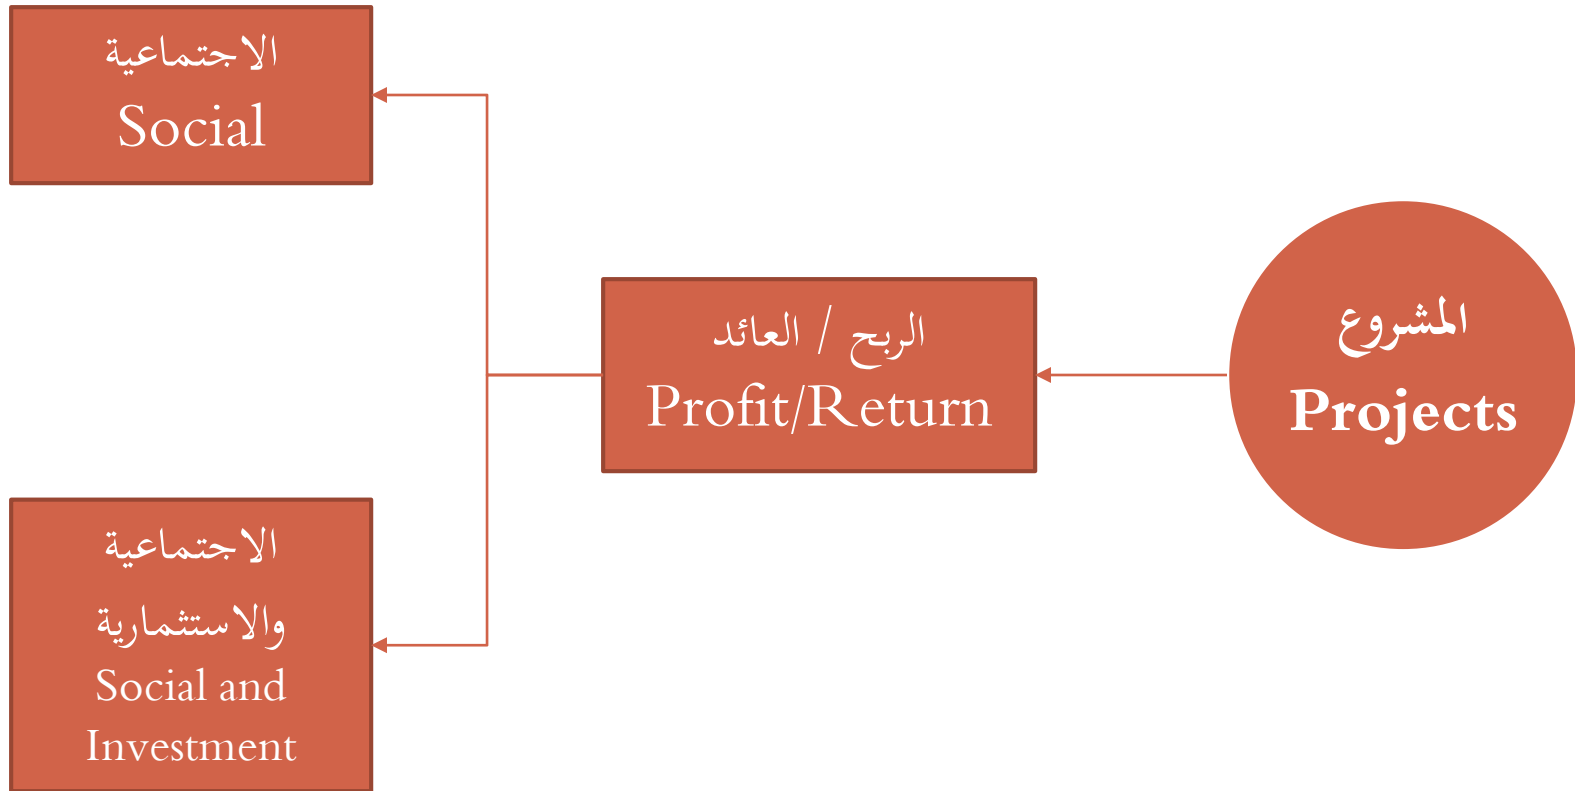 المشروع
Projects
الربح / العائد
Profit/Return
الاجتماعية
Social
الاجتماعية
والاستثمارية
Social and
Investment